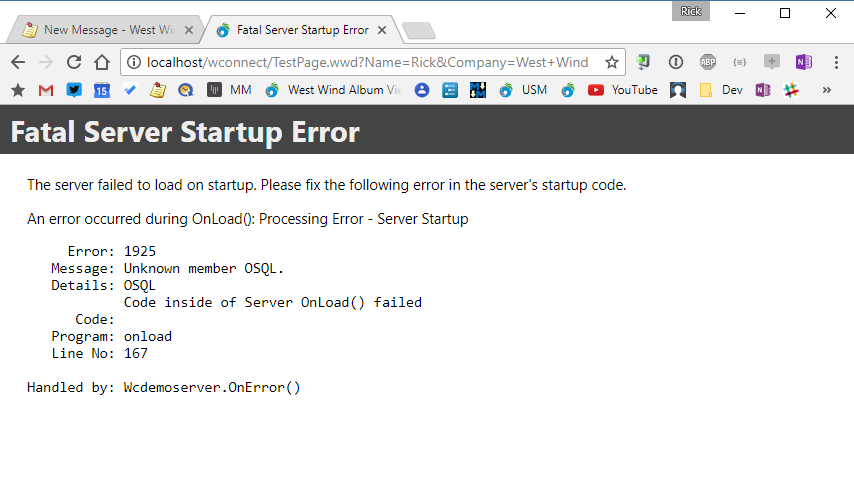 Rick
New Message - West Win
Fatal Server Startup Error
localhost/wconnect/TestPage.wwd?Name=Rick&Company=West+Wind
ABP
15
MM
West Wind Album Vie
USM
YouTube
Dev
»
Fatal Server Startup Error
The server failed to load on startup. Please fix the following error in the server's startup code.
An error occurred during OnLoad(): Processing Error - Server Startup
Error: 1925
Message: Unknown member OSQL.
Details: OSQL
Code inside of Server OnLoad() failed
Code:
Program: onload
Line No: 167
Handled by: Wcdemoserver.OnError()